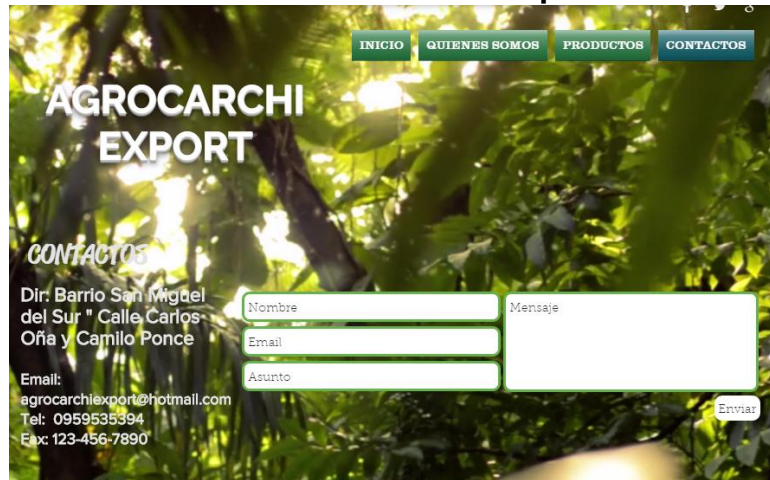 INICIO QUIENES SOMOS PRODUCTOS CONTACTOS
AGROCARCHI
EXPORT
CONTACTOS
Dir: Barrio San Miguel
del Sur " Calle Carlos
Oña y Camilo Ponce
Nombre
Email
Asunto
Mensaje
Enviar
Email:
agrocarchiexport@hotmail.com
Tel: 0959535394
Fax: 123-456-7890